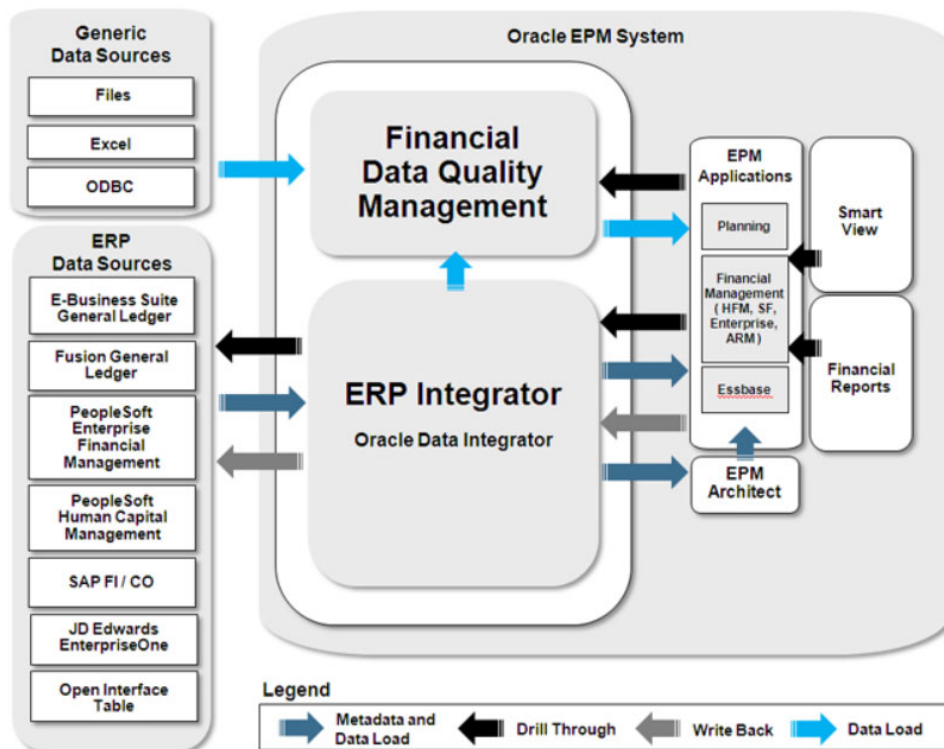 Generic
Data Sources
Files
Excel
ODBC
ERP
Data Sources
E-Business Suite
General Ledger
Fusion General
Ledger
PeopleSoft
Enterprise
Financial
Management
PeopleSoft
Human Capital
Management
SAP FI / CO
JD Edwards
EnterpriseOne
Open Interface
Table
Oracle EPM System
Financial
Data Quality
Management
ERP Integrator
Oracle Data Integrator
EPM
Applications
Planning
Financial
Management
( HFM, SF,
Enterprise,
ARM )
Essbase
EPM
Architect
Smart
View
Financial
Reports
Legend
Metadata and
Data Load
Drill Through
Write Back
Data Load